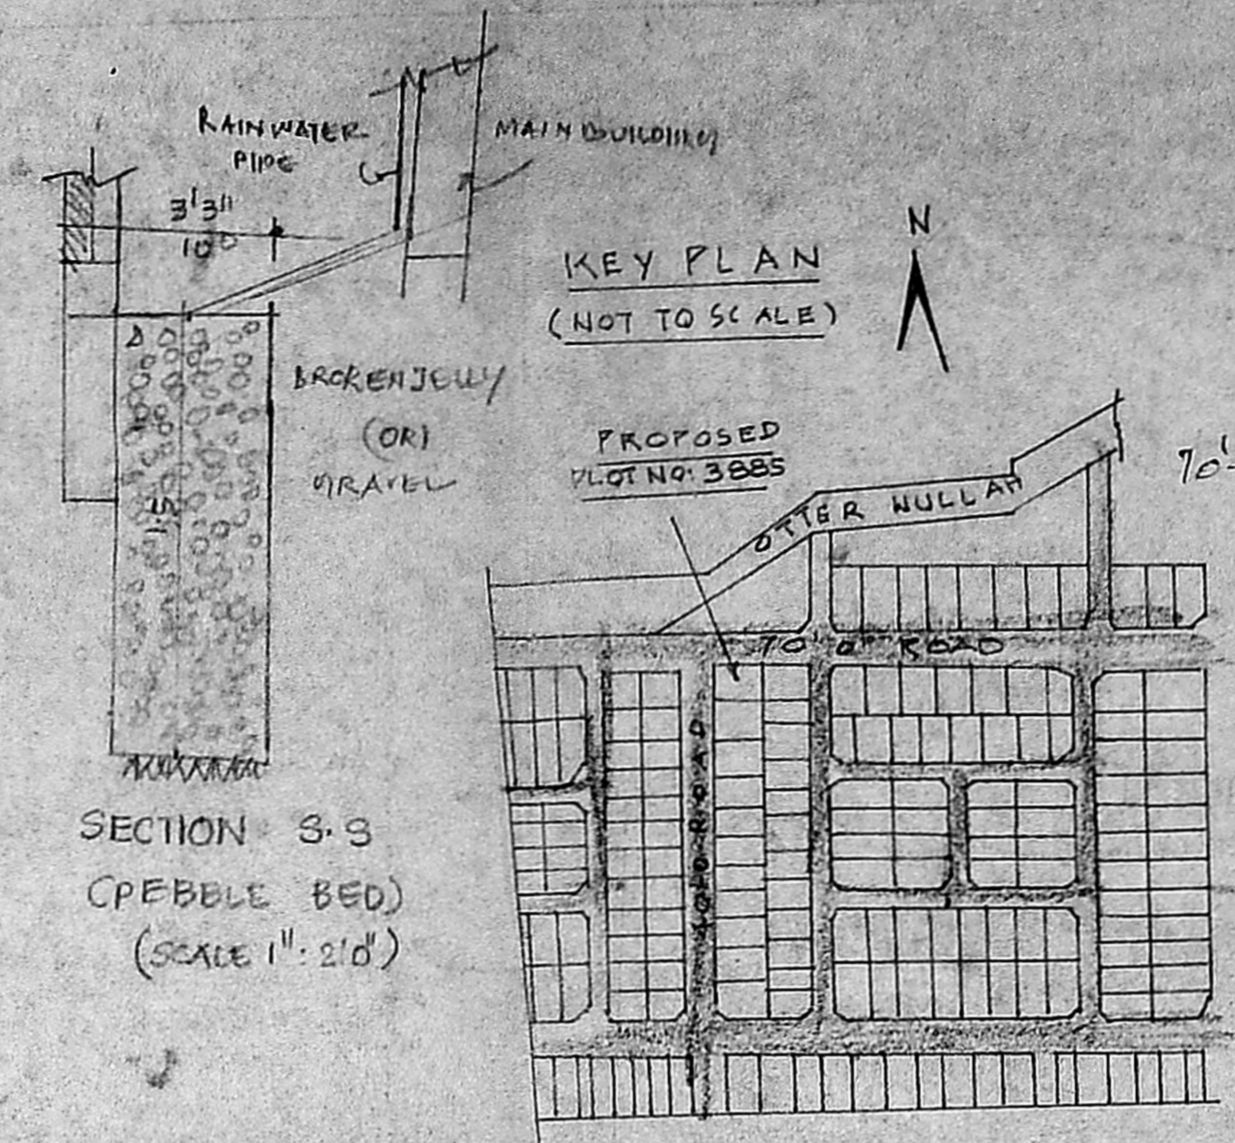 RAINWATER
PIPE
MAIN BUILDING
3'3"
KEY PLAN
(NOT TO SCALE)
N
BROKEN JELLY
(OR)
GRAVEL
PROPOSED
PLOT NO: 3885
OTTER NULLAH
70'-
70'0" ROAD
ROAD
SECTION S.S
(PEBBLE BED)
(SCALE 1": 2'0")